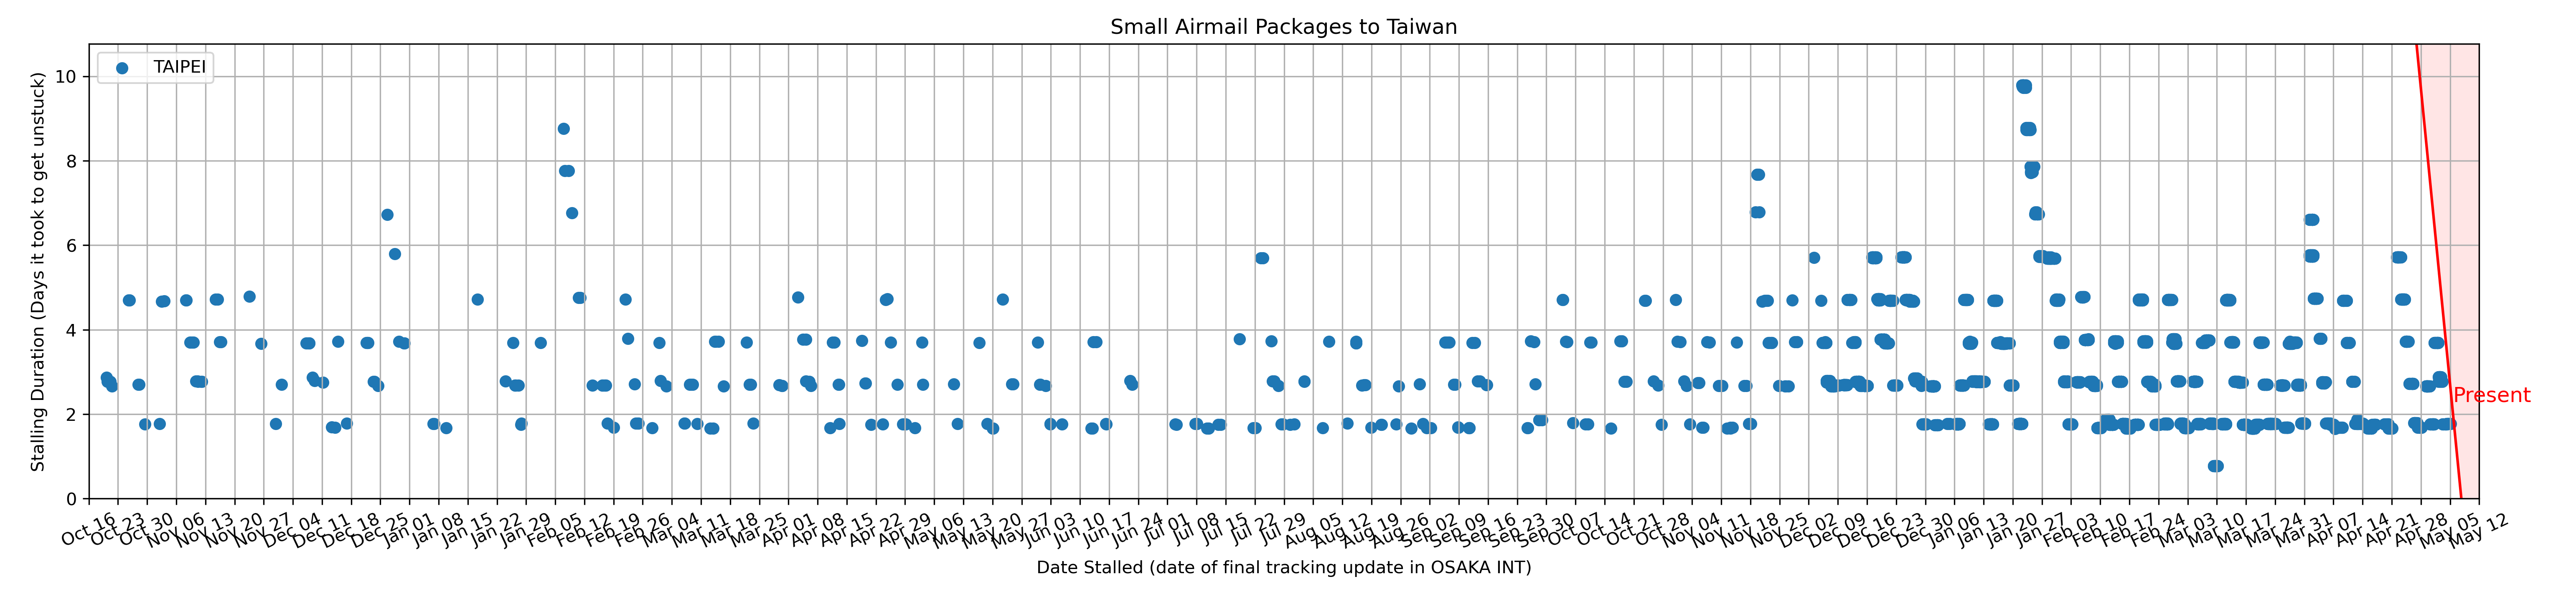 Small Airmail Packages to Taiwan
TAIPEI
Stalling Duration (Days it took to get unstuck)
10
8
6
4
2
0
Present
Oct 16
Oct 23
Oct 30
Nov 06
Nov 13
Nov 20
Nov 27
Dec 04
Dec 11
Dec 18
Dec 25
Jan 01
Jan 08
Jan 15
Jan 22
Jan 29
Feb 05
Feb 12
Feb 19
Feb 26
Mar 04
Mar 11
Mar 18
Mar 25
Apr 01
Apr 08
Apr 15
Apr 22
Apr 29
May 06
May 13
May 20
May 27
Jun 03
Jun 10
Jun 17
Jun 24
Jul 01
Jul 08
Jul 15
Jul 22
Jul 29
Aug 05
Aug 12
Aug 19
Aug 26
Sep 02
Sep 09
Sep 16
Sep 23
Sep 30
Oct 07
Oct 14
Oct 21
Oct 28
Nov 04
Nov 11
Nov 18
Nov 25
Dec 02
Dec 09
Dec 16
Dec 23
Dec 30
Jan 06
Jan 13
Jan 20
Jan 27
Feb 03
Feb 10
Feb 17
Feb 24
Mar 03
Mar 10
Mar 17
Mar 24
Mar 31
Apr 07
Apr 14
Apr 21
Apr 28
May 05
May 12
Date Stalled (date of final tracking update in OSAKA INT)